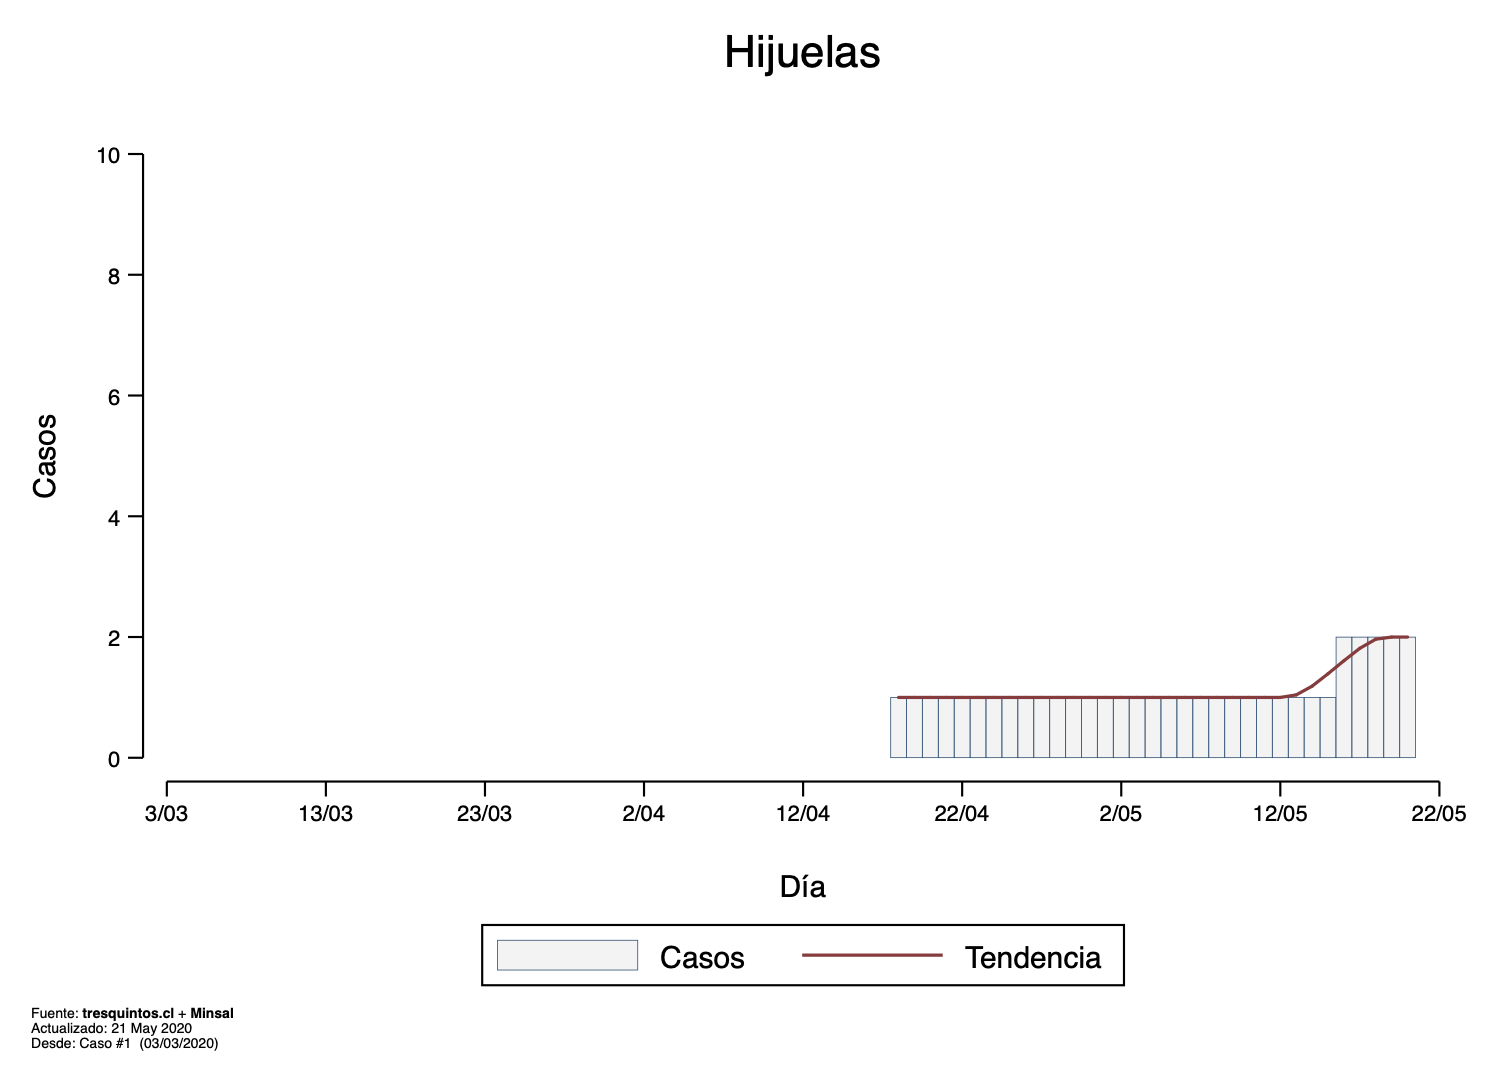 Hijuelas
Casos
10
8
6
4
2
0
3/03 13/03 23/03 2/04 12/04 22/04 2/05 12/05 22/05
Día
Casos Tendencia
Fuente: tresquintos.cl + Minsal
Actualizado: 21 May 2020
Desde: Caso #1 (03/03/2020)